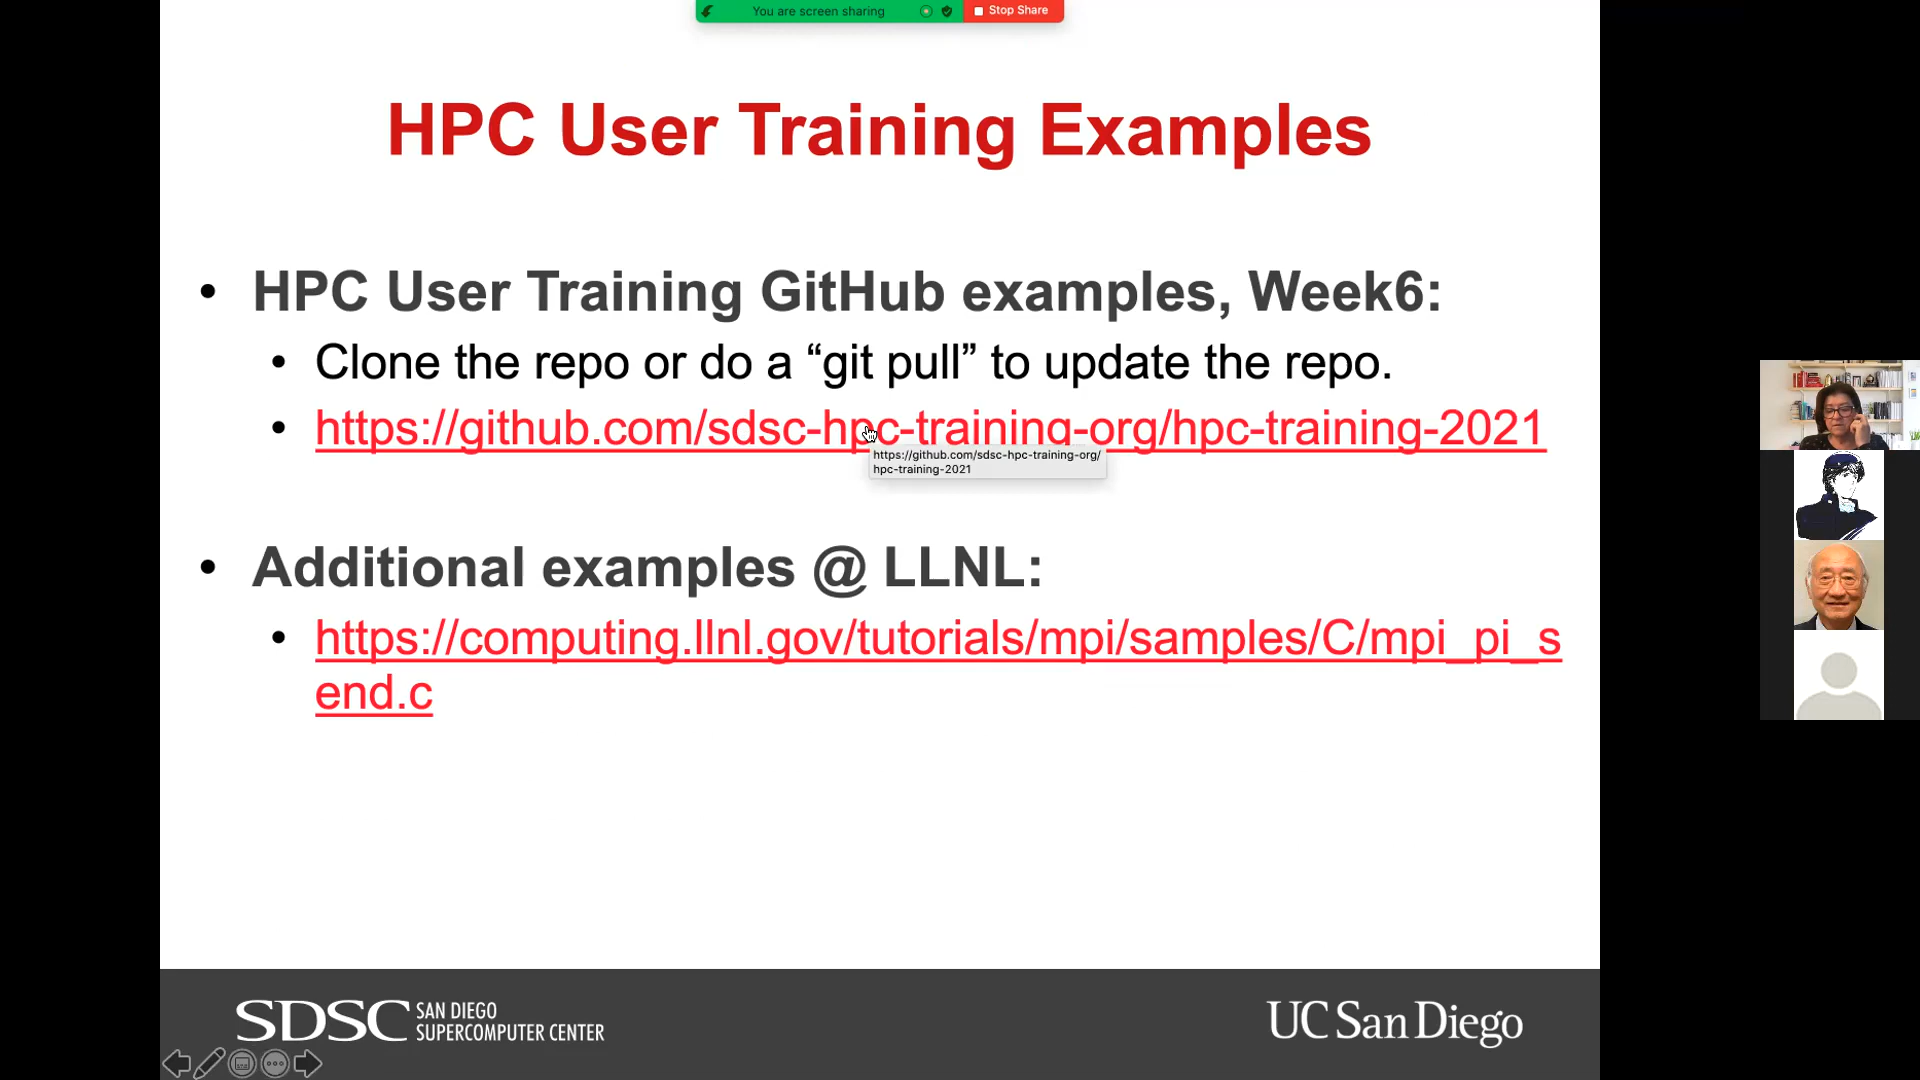 You are screen sharing
Stop Share
HPC User Training Examples
• HPC User Training GitHub examples, Week6:
• Clone the repo or do a “git pull” to update the repo.
• https://github.com/sdsc-hpc-training-org/hpc-training-2021
https://github.com/sdsc-hpc-training-org/
hpc-training-2021
• Additional examples @ LLNL:
• https://computing.llnl.gov/tutorials/mpi/samples/C/mpi_pi_s
end.c
SDSC SAN DIEGO
SUPERCOMPUTER CENTER
UC San Diego